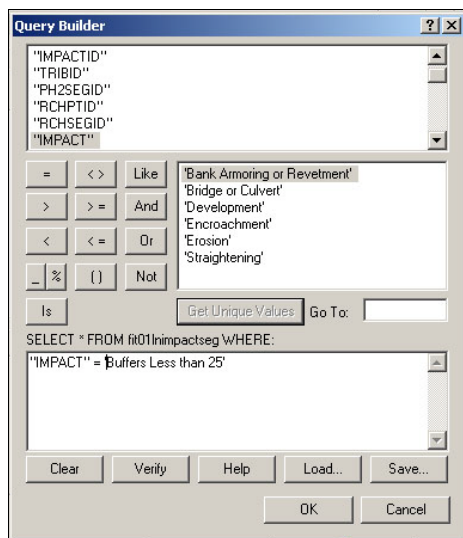 Query Builder
"IMPACTID"
"TRIBID"
"PH2SEGID"
"RCHPTID"
"RCHSEGID"
"IMPACT"
= < > Like
> > = And
< < = Or
_ % ( ) Not
Is
'Bank Armoring or Revetment'
'Bridge or Culvert'
'Development'
'Encroachment'
'Erosion'
'Straightening'
Get Unique Values Go To:
SELECT * FROM fit01lnimpactseg WHERE:
"IMPACT" = 'Buffers Less than 25'
Clear Verify Help Load... Save...
OK Cancel